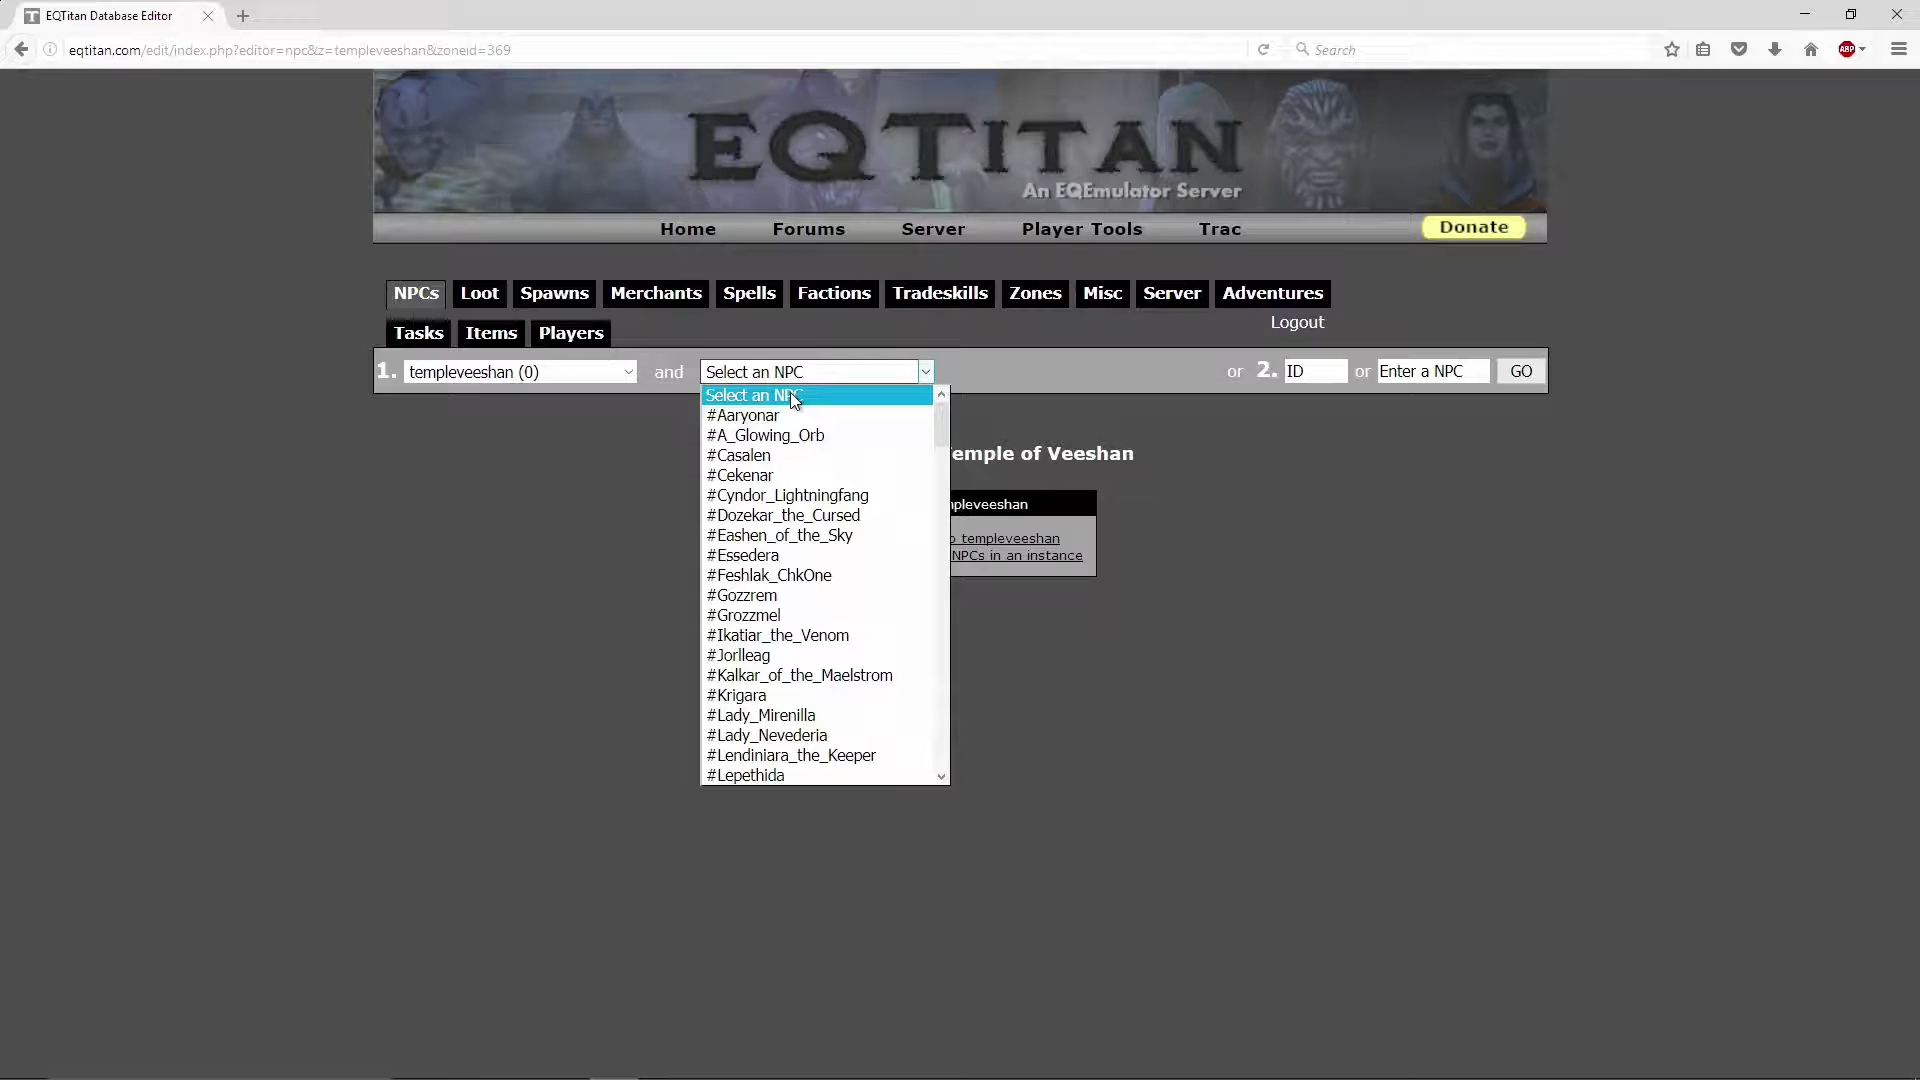 EQTitan Database Editor
eqtitan.com/edit/index.php?editor=npc&z=templeveeshan&zoneid=369
Search
ABP
EQTITAN
An EQEmulator Server
Home Forums Server Player Tools Trac Donate
NPCs Loot Spawns Merchants Spells Factions Tradeskills Zones Misc Server Adventures
Logout
Tasks Items Players
1. templeveeshan (0) and Select an NPC or 2. ID or Enter a NPC GO
Select an NPC
#Aaryonar
#A_Glowing_Orb
#Casalen
emple of Veeshan
#Cekenar
#Cyndor_Lightningfang
npleveeshan
#Dozekar_the_Cursed
#Eashen_of_the_Sky
o templeveeshan
#Essedera
NPCs in an instance
#Feshlak_ChkOne
#Gozzrem
#Grozzmel
#Ikatiar_the_Venom
#Jorlleag
#Kalkar_of_the_Maelstrom
#Krigara
#Lady_Mirenilla
#Lady_Nevederia
#Lendiniara_the_Keeper
#Lepethida